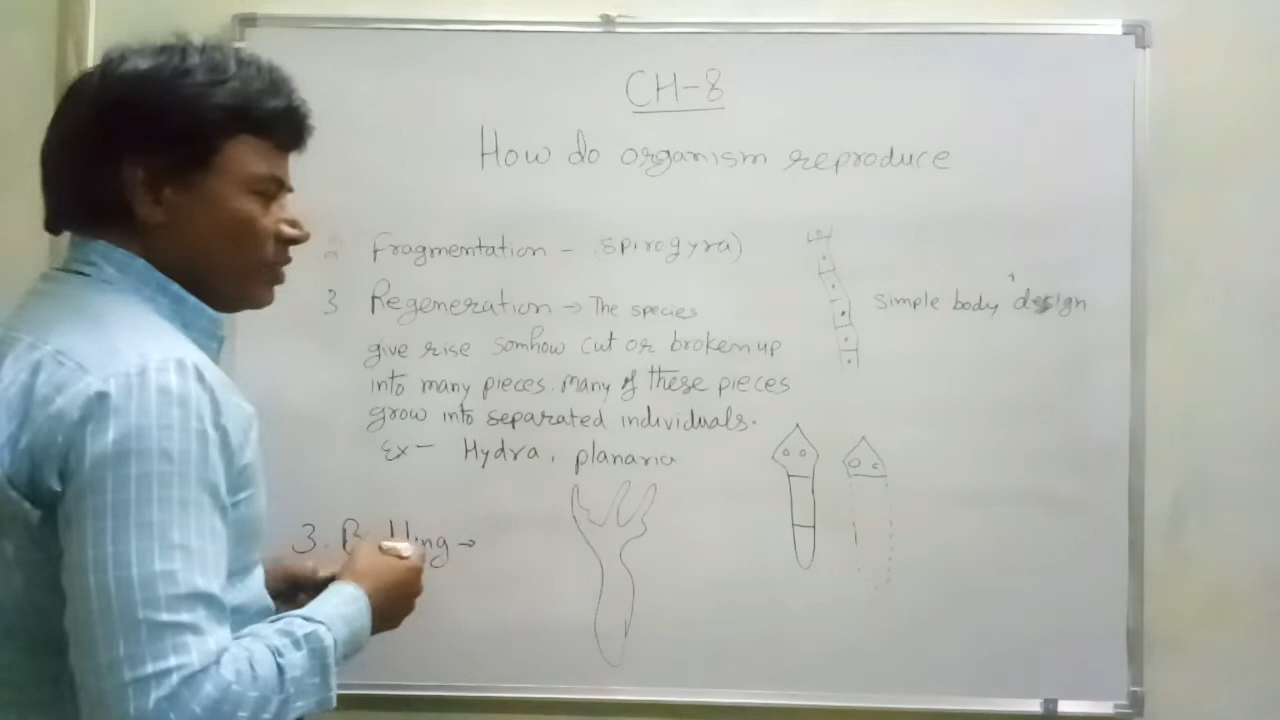 CH-8
How do organism reproduce
Fragmentation - (spirogyra)
simple body design
3 Regeneration → The species
give rise somhow cut or broken up
into many pieces. Many of these pieces
grow into separated individuals.
Ex - Hydra, planaria
3.